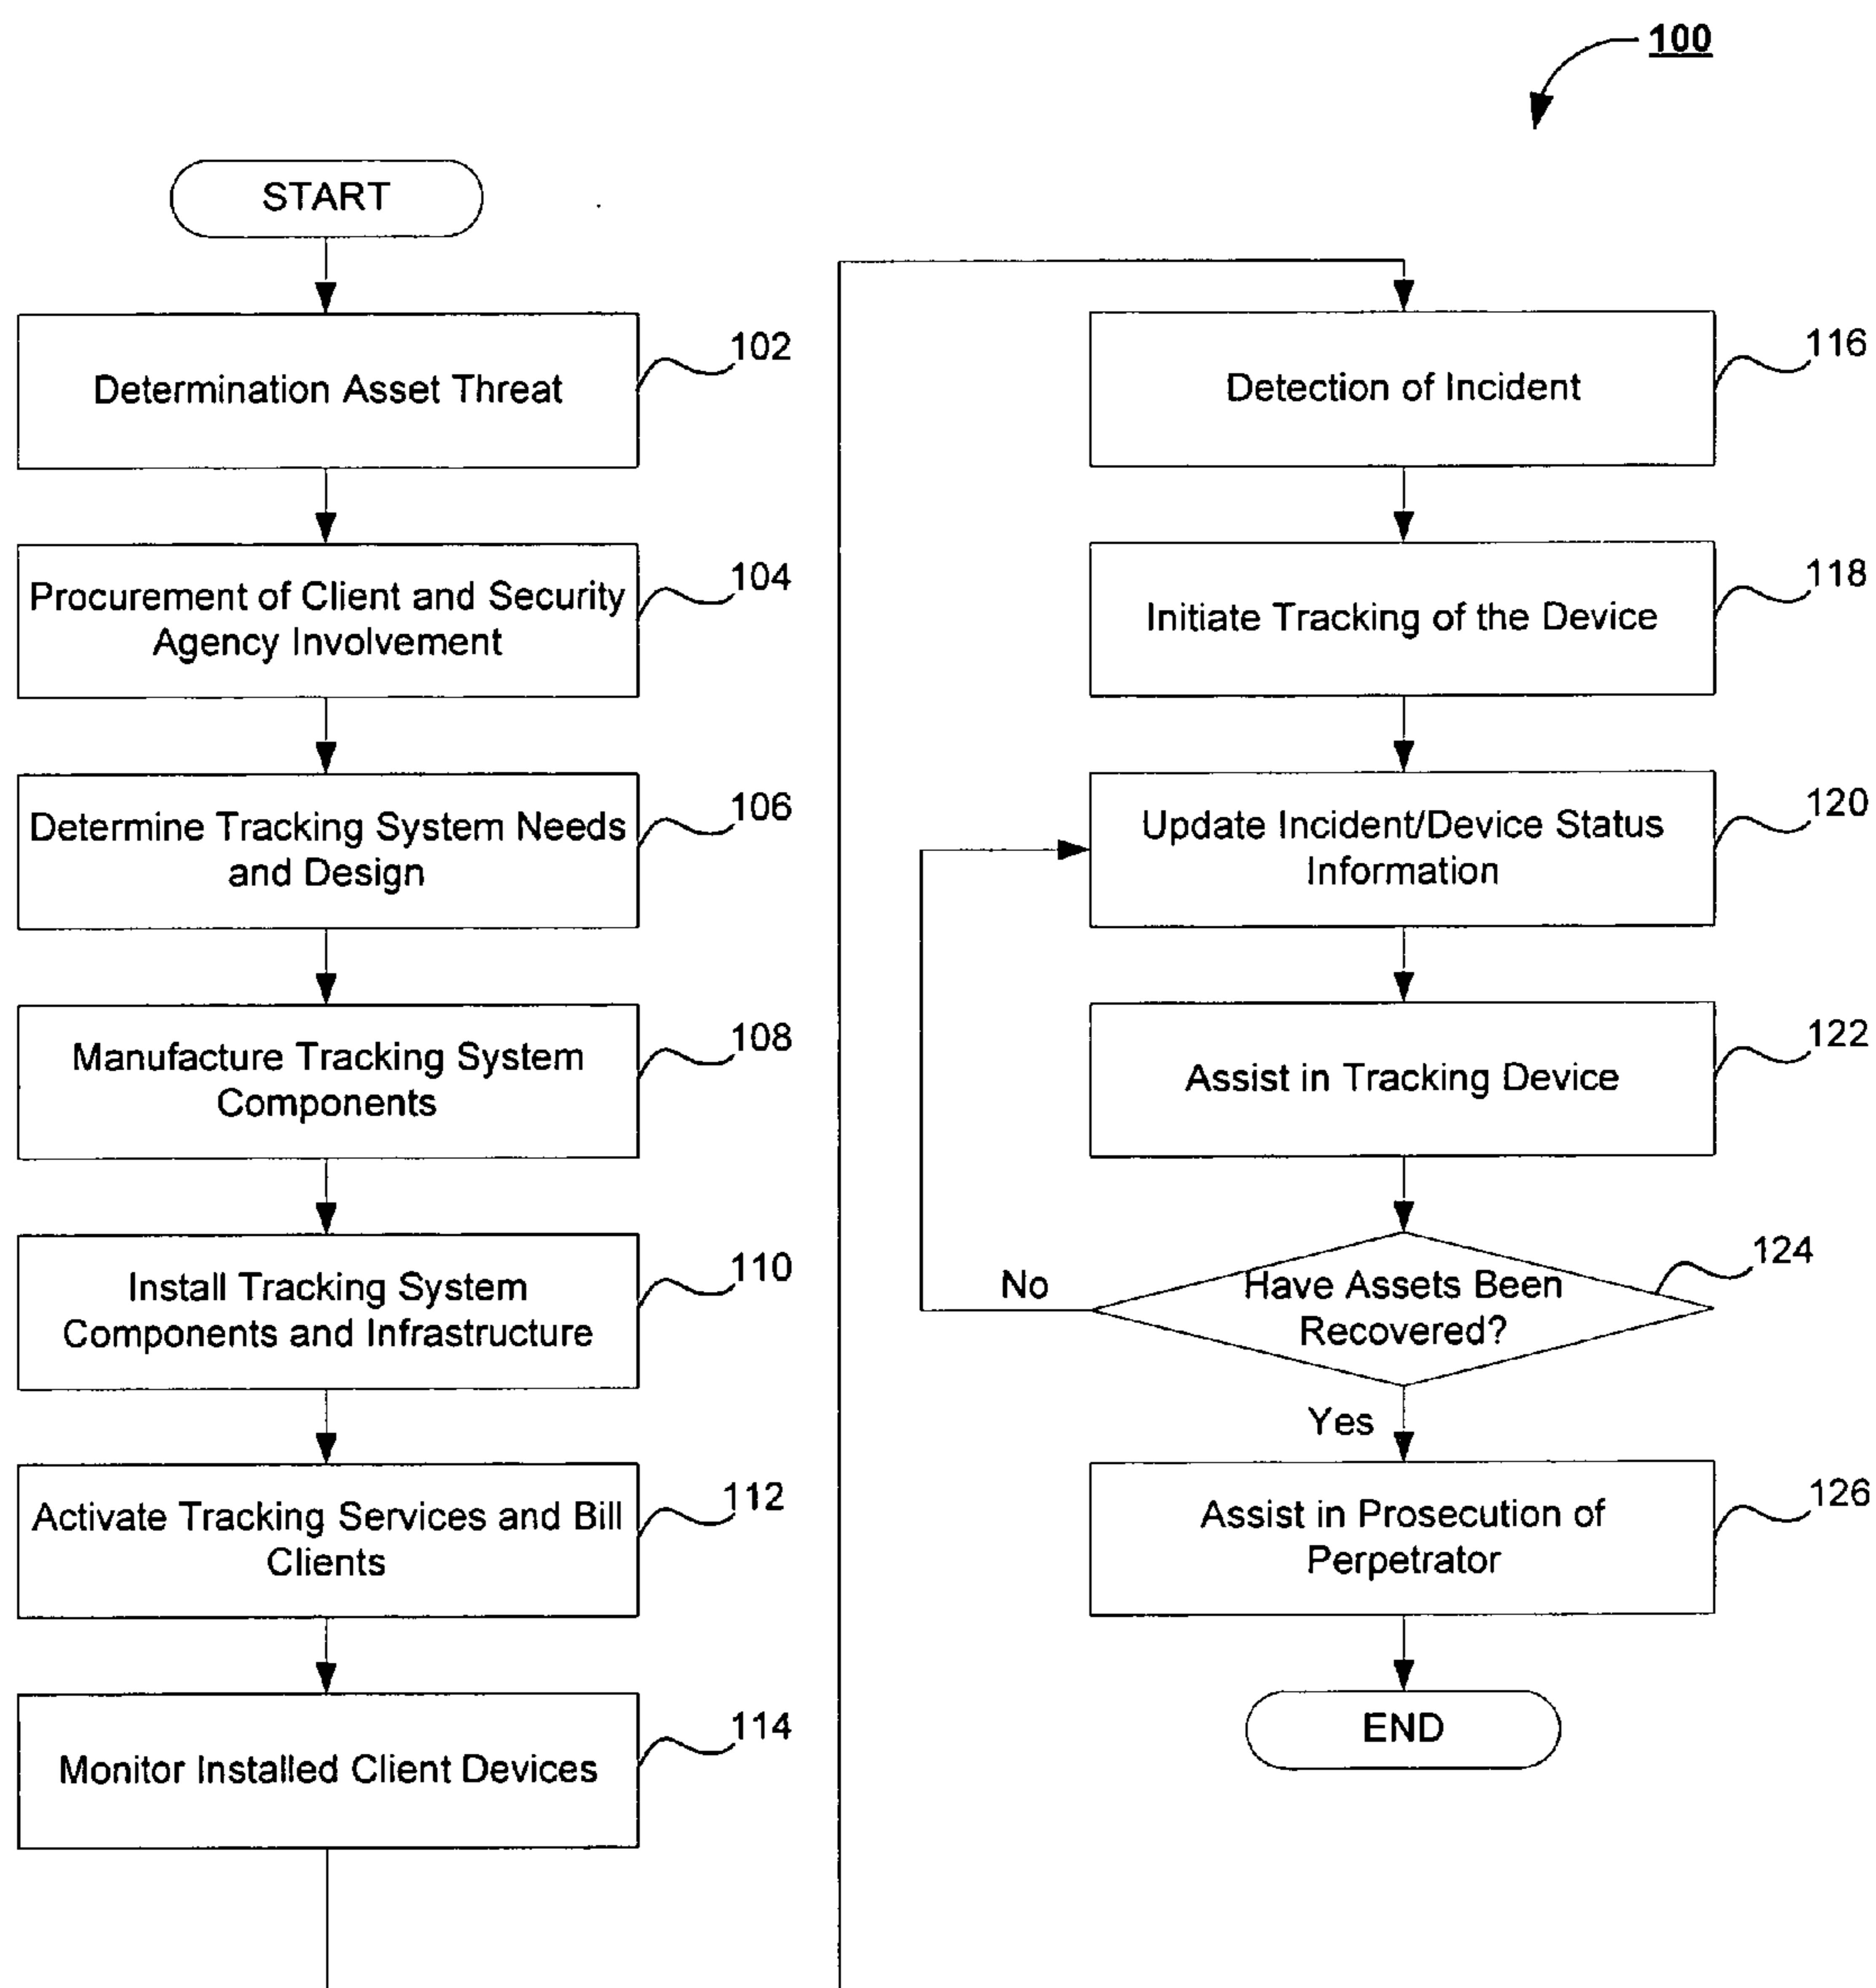 100
START
Determination Asset Threat
102
Procurement of Client and Security
Agency Involvement
104
Determine Tracking System Needs
and Design
106
Manufacture Tracking System
Components
108
Install Tracking System
Components and Infrastructure
110
Activate Tracking Services and Bill
Clients
112
Monitor Installed Client Devices
114
Detection of Incident
116
Initiate Tracking of the Device
118
Update Incident/Device Status
Information
120
Assist in Tracking Device
122
Have Assets Been
Recovered?
124
No
Yes
Assist in Prosecution of
Perpetrator
126
END